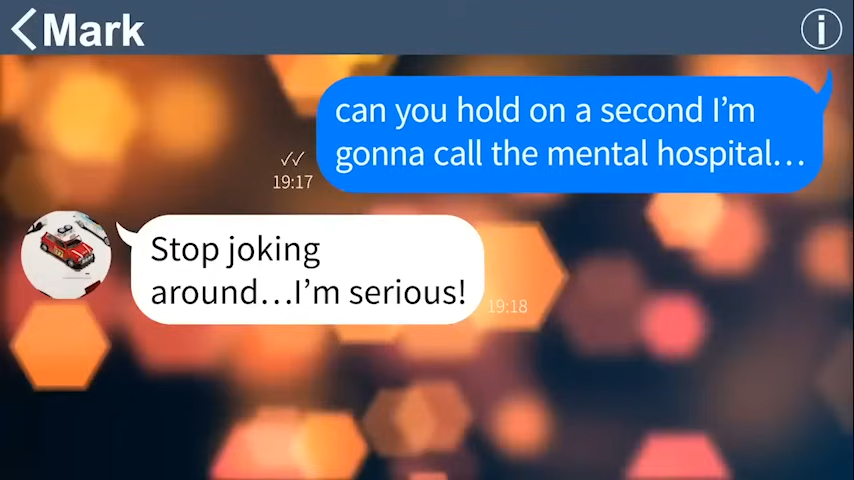 Mark
i
can you hold on a second I’m
gonna call the mental hospital…
19:17
Stop joking
around…I’m serious!
19:18